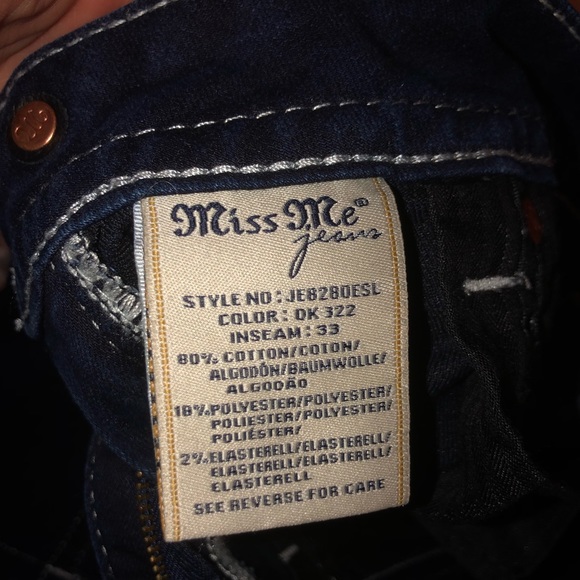 Miss Me®
jeans
STYLE NO: JE8280ESL
COLOR: DK 322
INSEAM: 33
80% COTTON/COTON/
ALGODÓN/BAUMWOLLE/
ALGODÃO
18% POLYESTER/POLYESTER/
POLIESTER/POLYESTER/
POLIÉSTER/
2% ELASTERELL/ELASTERELL/
ELASTERELL/ELASTERELL/
ELASTERELL
SEE REVERSE FOR CARE